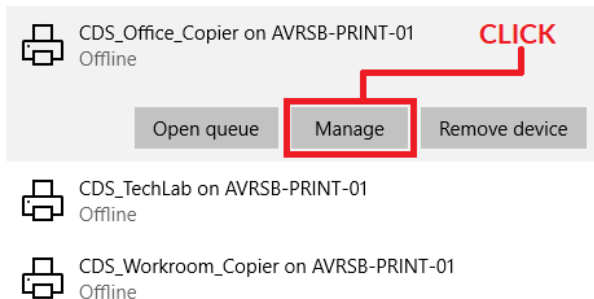 CDS_Office_Copier on AVRSB-PRINT-01
CLICK
Offline
Open queue
Manage
Remove device
CDS_TechLab on AVRSB-PRINT-01
Offline
CDS_Workroom_Copier on AVRSB-PRINT-01
Offline